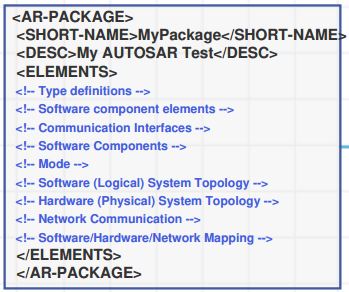 <AR-PACKAGE>
<SHORT-NAME>MyPackage</SHORT-NAME>
<DESC>My AUTOSAR Test</DESC>
<ELEMENTS>
<!-- Type definitions -->
<!-- Software component elements -->
<!-- Communication Interfaces -->
<!-- Software Components -->
<!-- Mode -->
<!-- Software (Logical) System Topology -->
<!-- Hardware (Physical) System Topology -->
<!-- Network Communication -->
<!-- Software/Hardware/Network Mapping -->
</ELEMENTS>
</AR-PACKAGE>